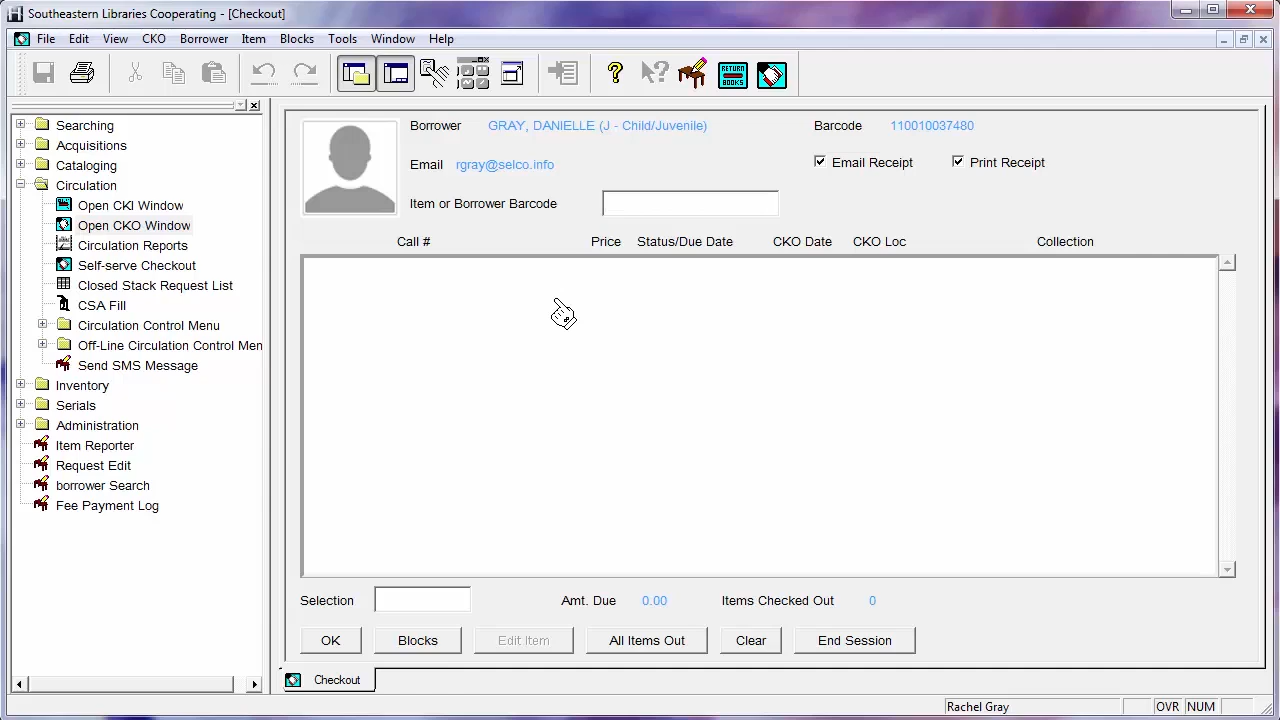 Southeastern Libraries Cooperating - [Checkout]
File Edit View CKO Borrower Item Blocks Tools Window Help
RETURN BOOKS
Searching
Acquisitions
Cataloging
Circulation
Open CKI Window
Open CKO Window
Circulation Reports
Self-serve Checkout
Closed Stack Request List
CSA Fill
Circulation Control Menu
Off-Line Circulation Control Men
Send SMS Message
Inventory
Serials
Administration
Item Reporter
Request Edit
borrower Search
Fee Payment Log
Borrower GRAY, DANIELLE (J - Child/Juvenile) Barcode 110010037480
Email rgray@selco.info Email Receipt Print Receipt
Item or Borrower Barcode
Call # Price Status/Due Date CKO Date CKO Loc Collection
Selection Amt. Due 0.00 Items Checked Out 0
OK Blocks Edit Item All Items Out Clear End Session
Checkout
Rachel Gray OVR NUM